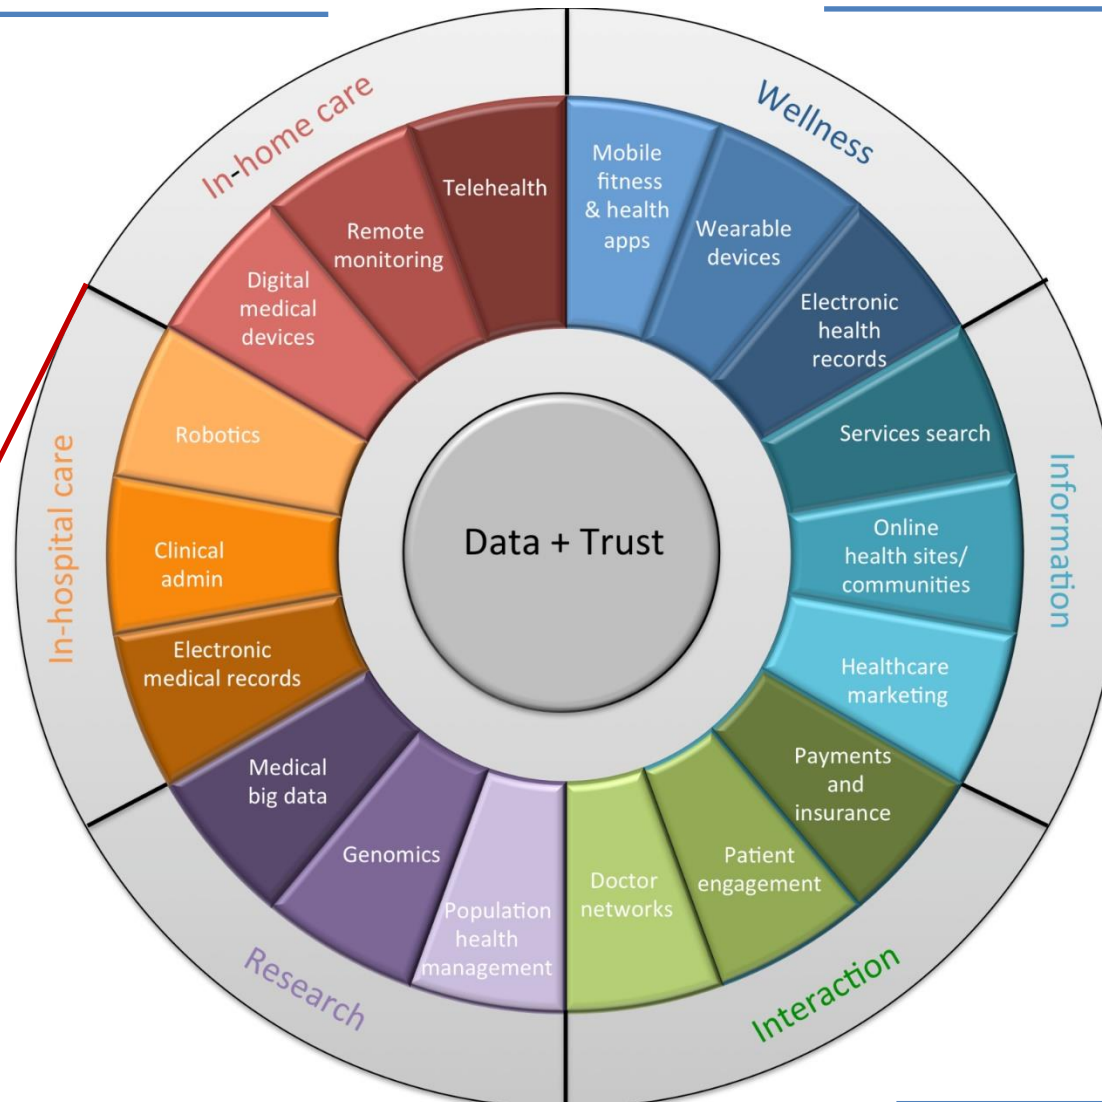 Wellness
Mobile
fitness
& health
apps
Wearable
devices
Electronic
health
records
Information
Services search
Online
health sites/
communities
Healthcare
marketing
Interaction
Payments
and
insurance
Patient
engagement
Doctor
networks
Research
Population
health
management
Genomics
Medical
big data
In-hospital care
Electronic
medical records
Clinical
admin
Robotics
In-home care
Digital
medical
devices
Remote
monitoring
Telehealth
Data + Trust